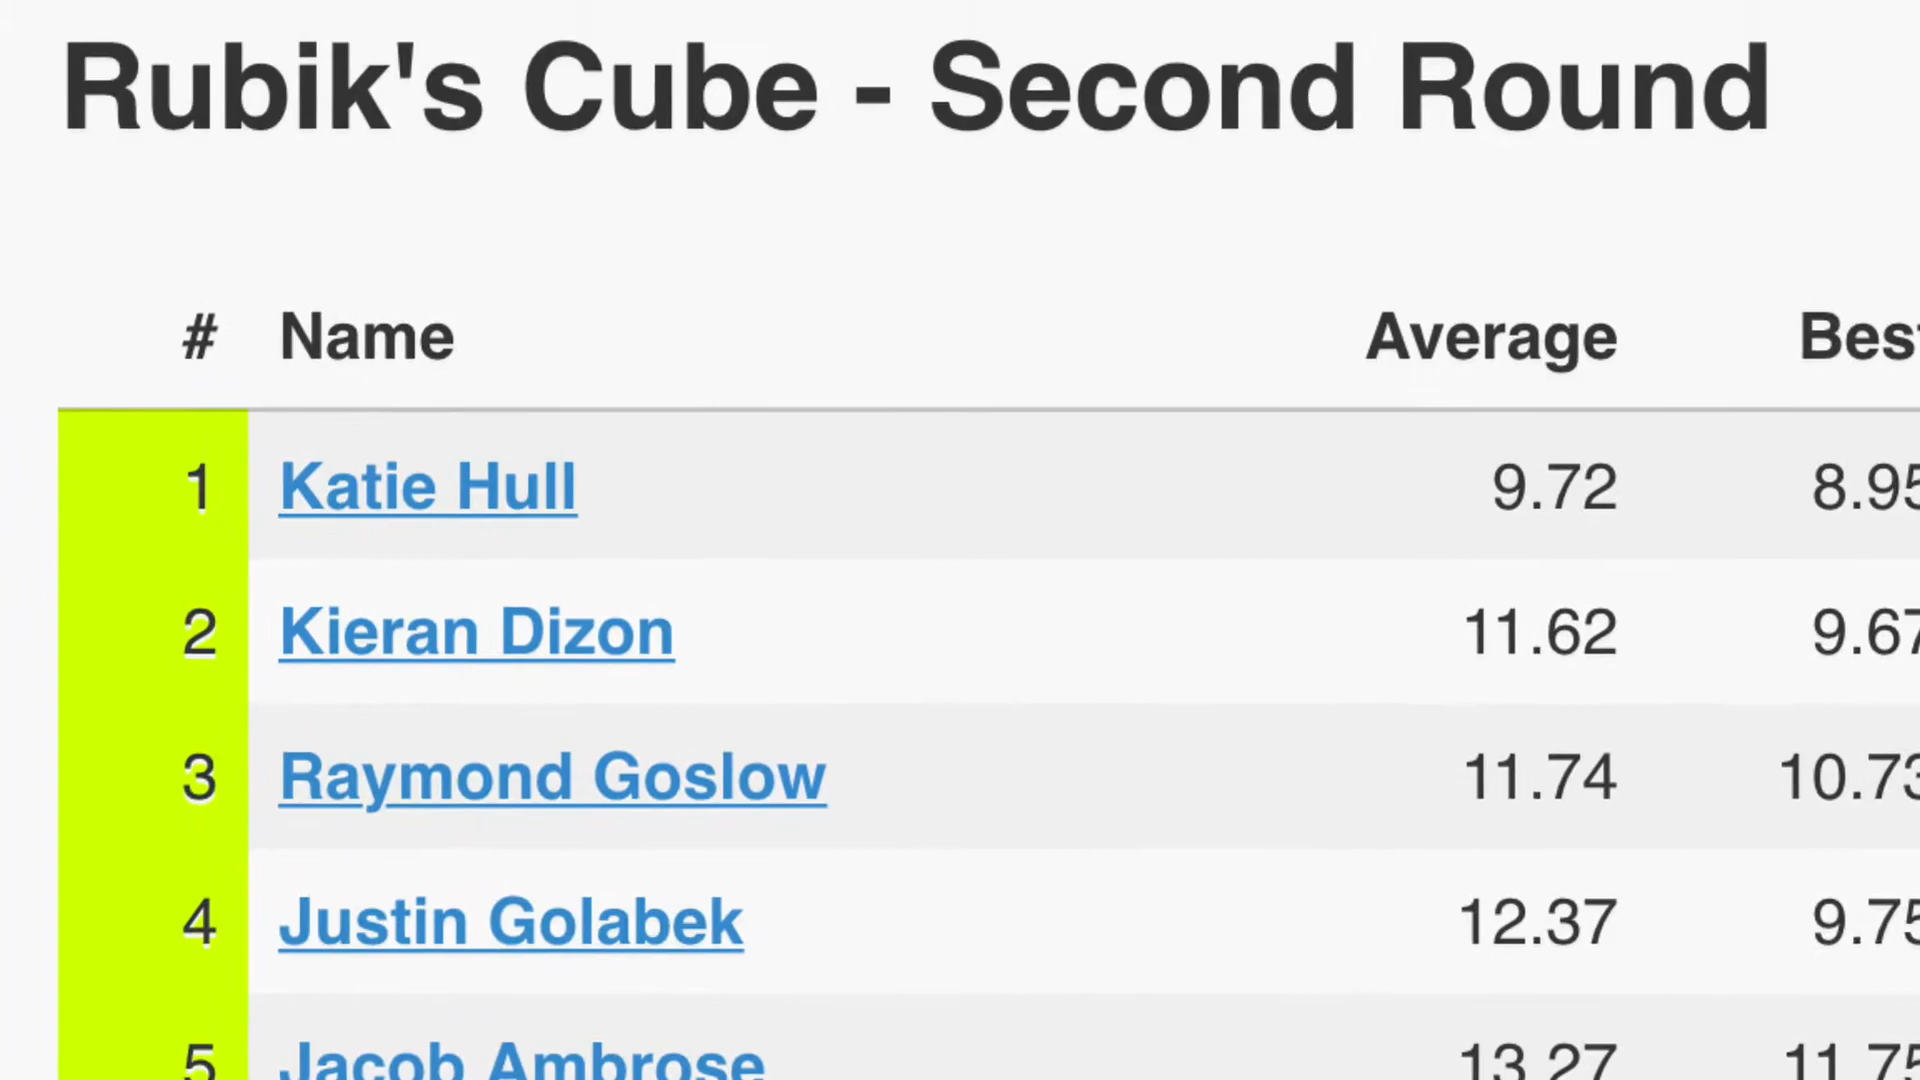 Rubik's Cube - Second Round
# Name Average Best
1 Katie Hull 9.72 8.95
2 Kieran Dizon 11.62 9.67
3 Raymond Goslow 11.74 10.73
4 Justin Golabek 12.37 9.75
5 Jacob Ambrose 13.27 11.75